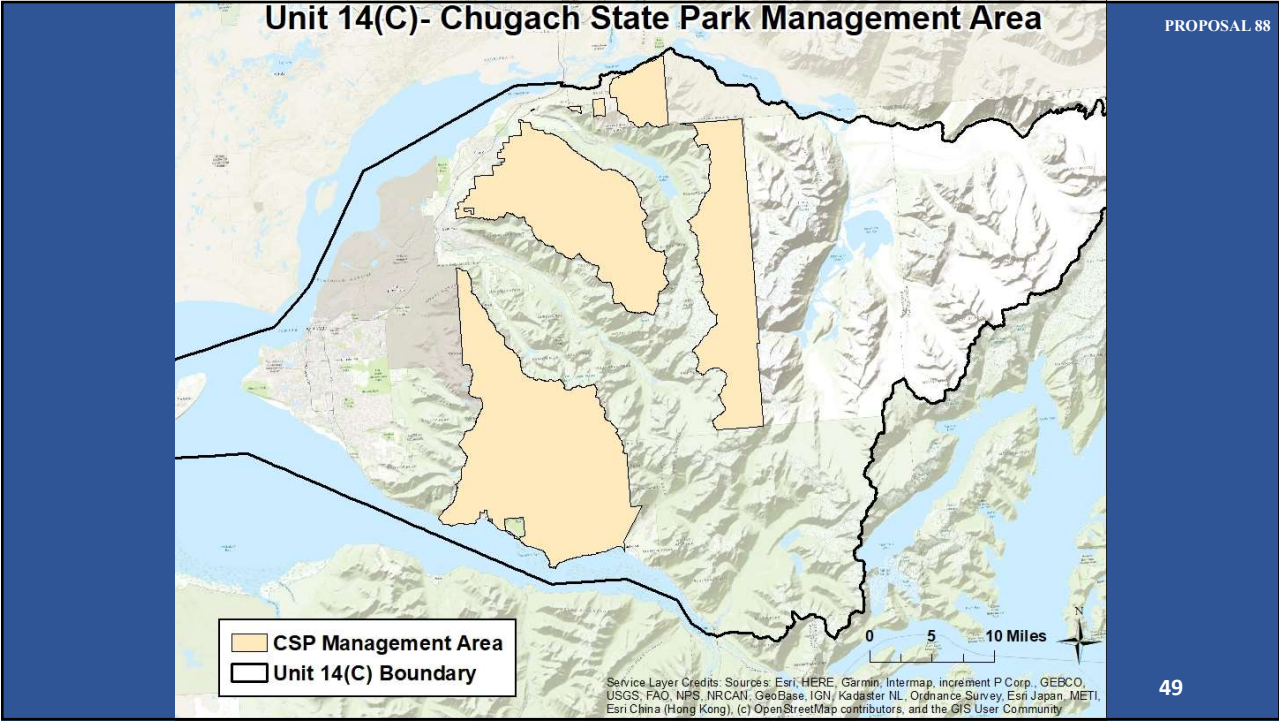 Unit 14(C)- Chugach State Park Management Area
PROPOSAL 88
CSP Management Area
Unit 14(C) Boundary
0 5 10 Miles
N
Service Layer Credits: Sources: Esri, HERE, Garmin, Intermap, increment P Corp., GEBCO,
USGS, FAO, NPS, NRCAN, GeoBase, IGN, Kadaster NL, Ordnance Survey, Esri Japan, METI,
Esri China (Hong Kong), (c) OpenStreetMap contributors, and the GIS User Community
49